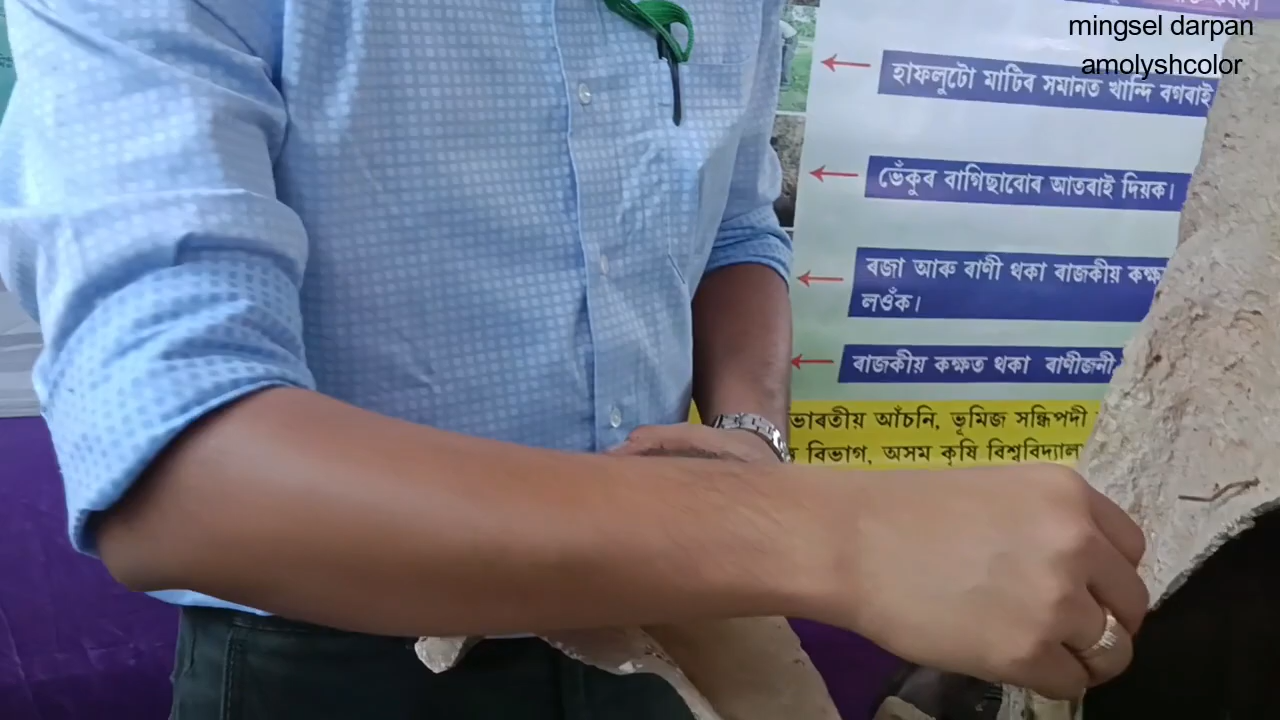 mingsel darpan
amolyshcolor
হাফলুটো মাটিৰ সমানত খান্দি বগৰাই
ভেঁকুৰ বাগিছাবোৰ আতৰাই দিয়ক।
ৰজা আৰু ৰাণী থকা ৰাজকীয় কক্ষ
লওঁক।
ৰাজকীয় কক্ষত থকা ৰাণীজনী
ভাৰতীয় আঁচনি, ভূমিজ সন্ধিপদী
বিভাগ, অসম কৃষি বিশ্ববিদ্যাল